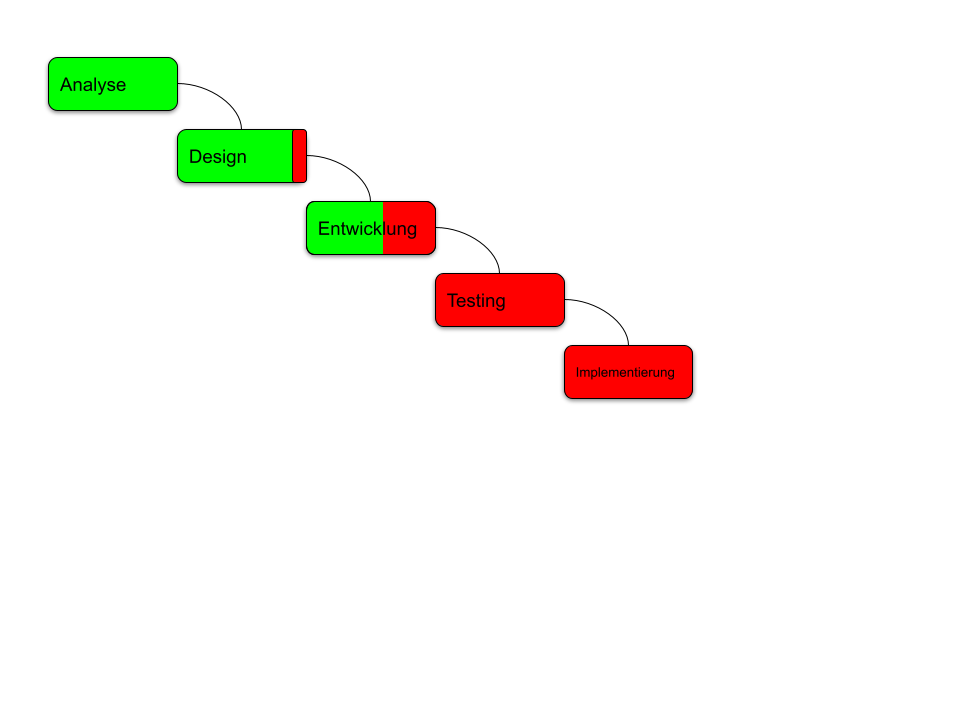 Analyse
Design
Entwicklung
Testing
Implementierung